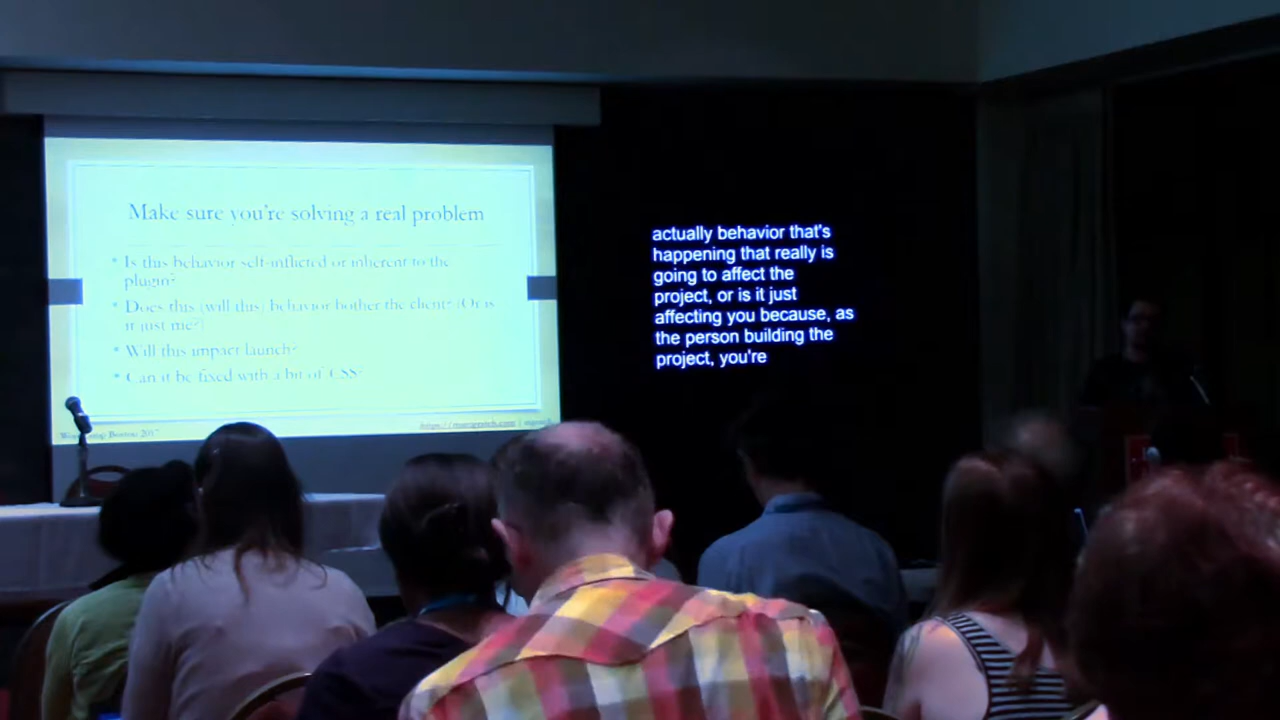 Make sure you're solving a real problem
* Is this behavior self-inflicted or inherent to the
plugin?
* Does this (will this) behavior bother the client? (Or is
it just me?)
* Will this impact launch?
* Can it be fixed with a bit of CSS?
Boston 2017
actually behavior that's
happening that really is
going to affect the
project, or is it just
affecting you because, as
the person building the
project, you're